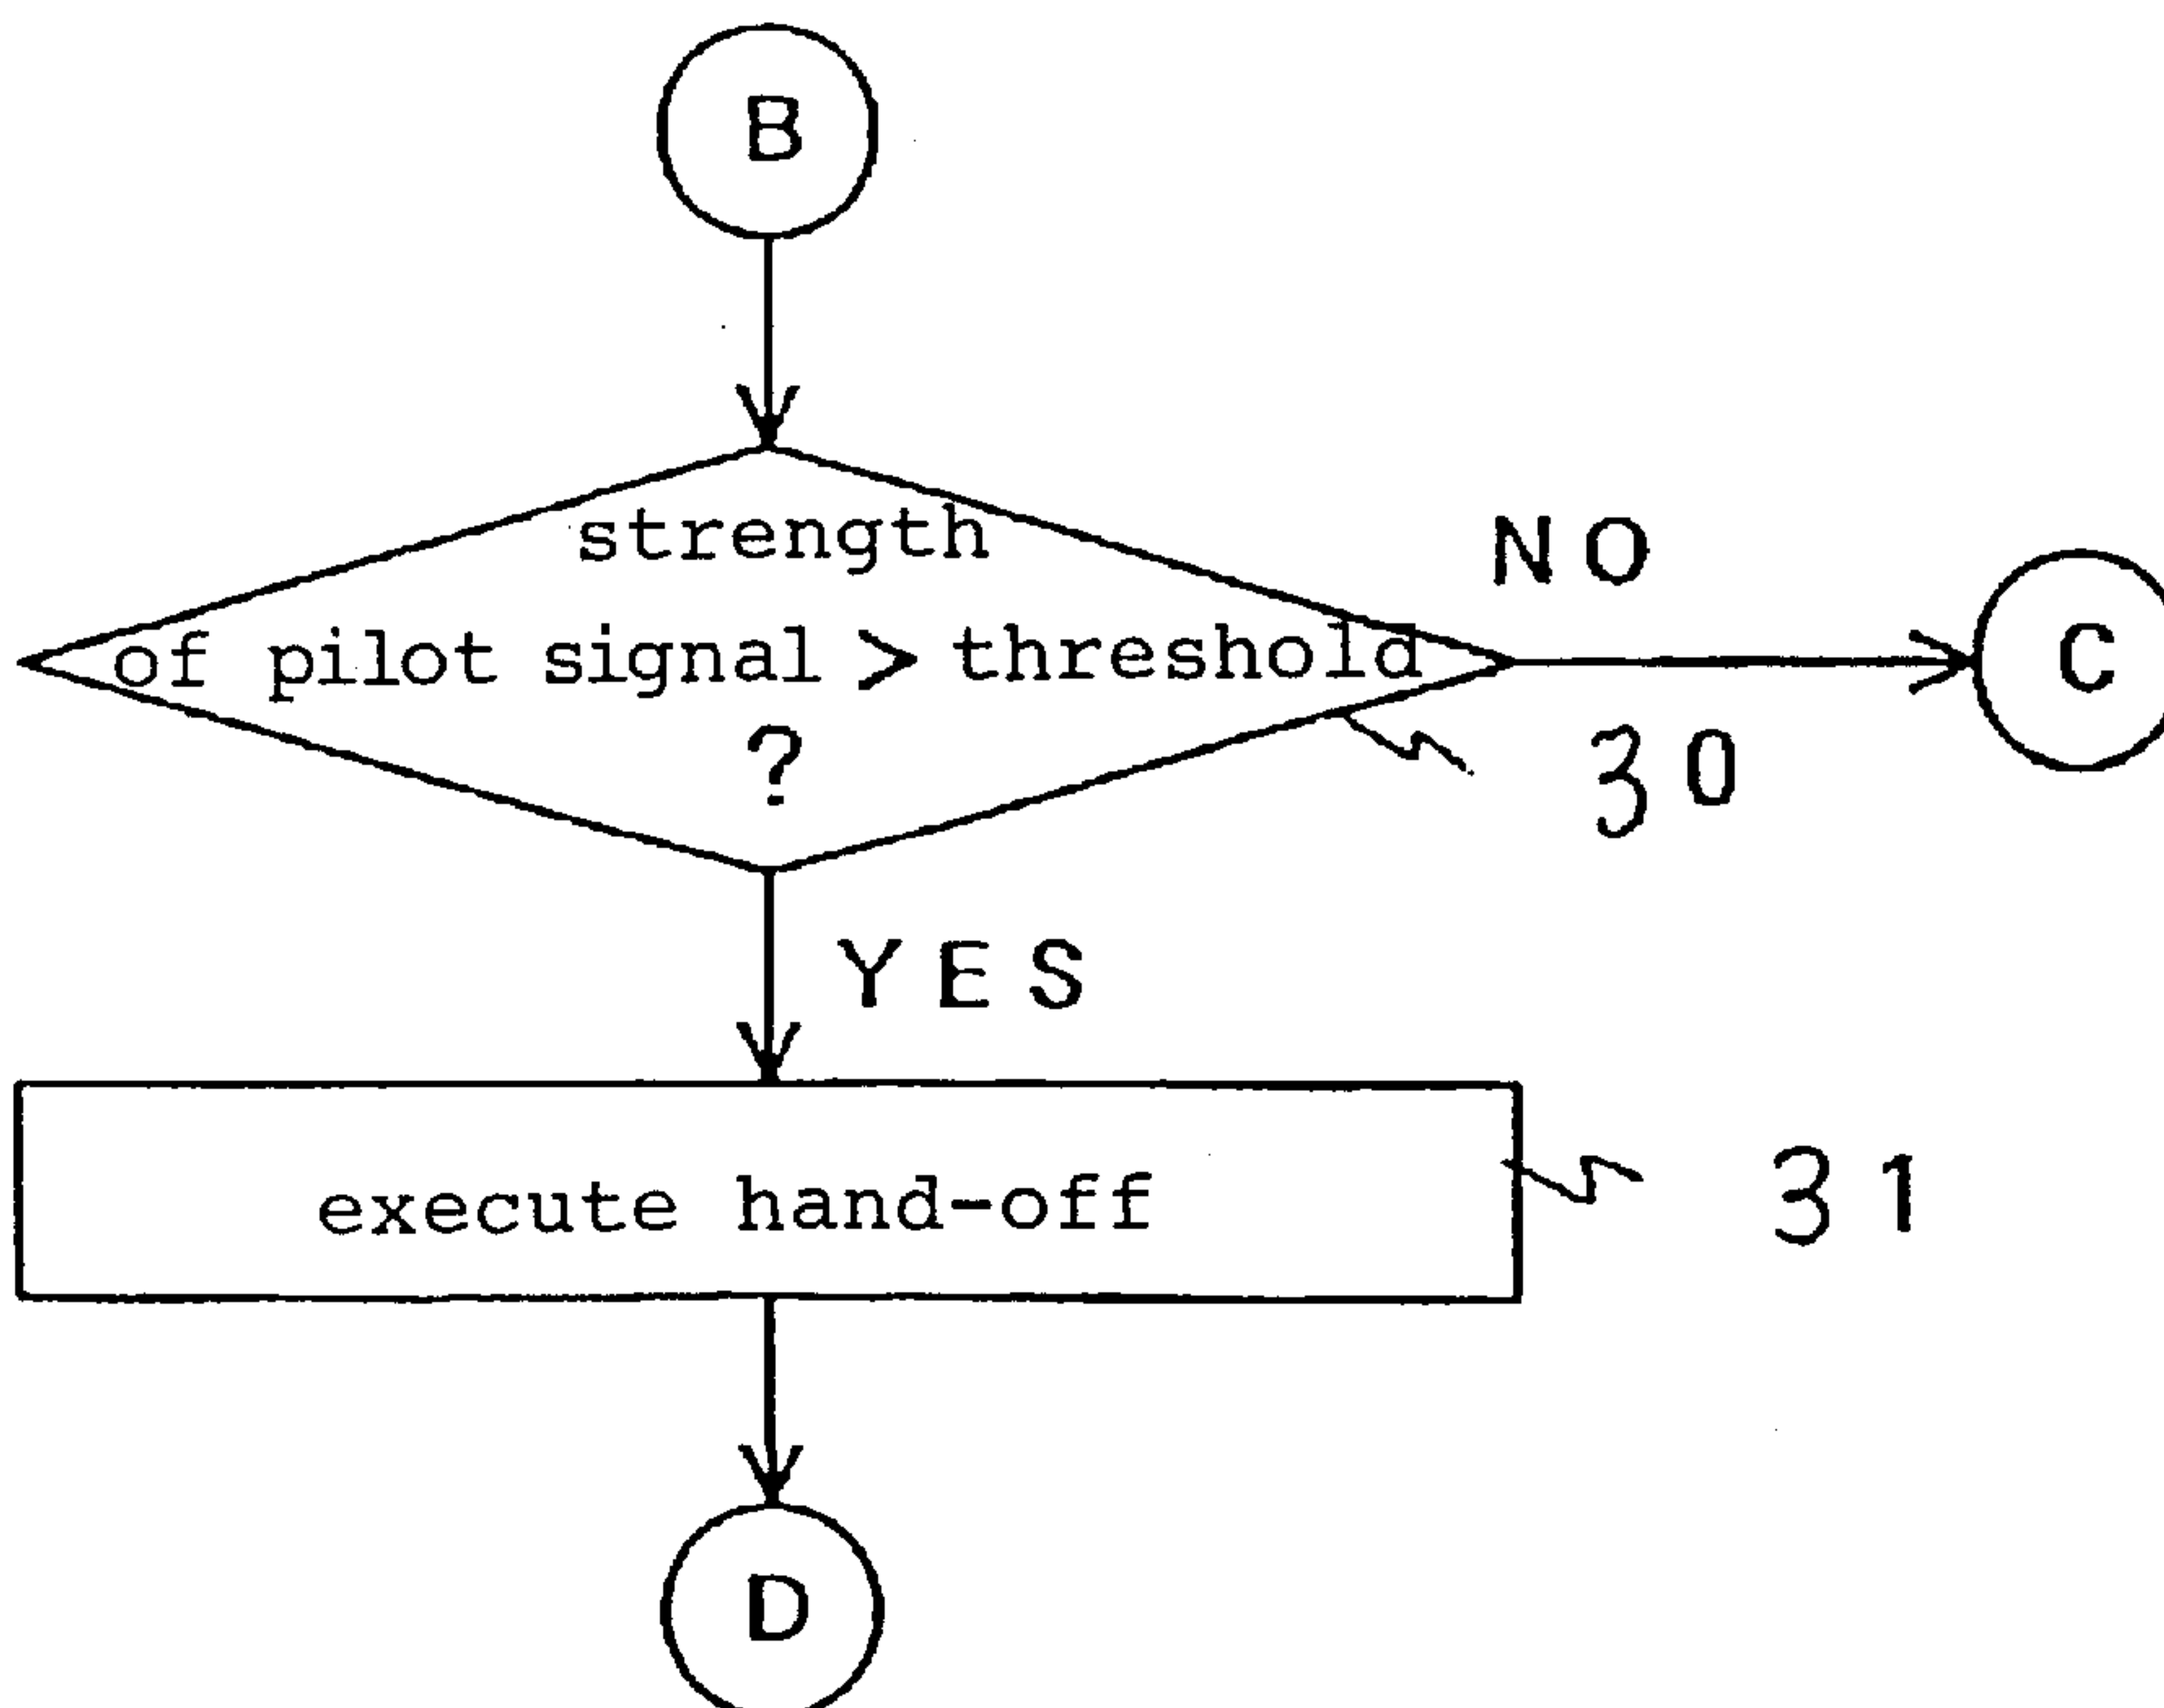 B
strength
of pilot signal > threshold
?
NO
C
30
YES
execute hand-off
31
D